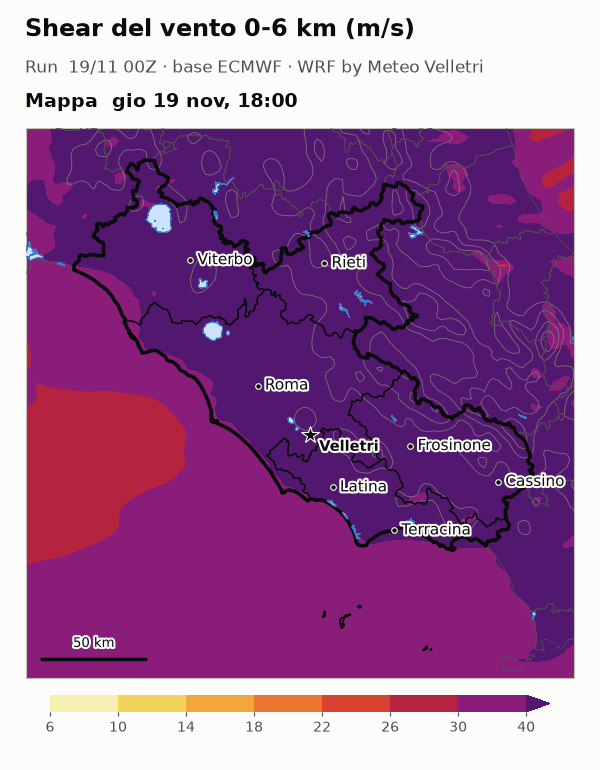 Shear del vento 0-6 km (m/s)
Run 19/11 00Z · base ECMWF · WRF by Meteo Velletri
Mappa gio 19 nov, 18:00
Viterbo
Rieti
Roma
Velletri
Frosinone
Cassino
Latina
Terracina
50 km
6 10 14 18 22 26 30 40